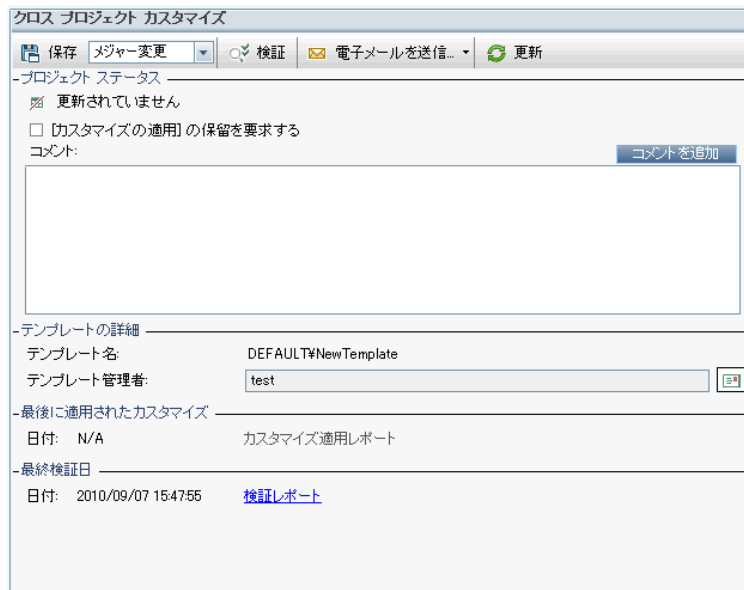 クロス プロジェクト カスタマイズ
保存 メジャー変更 検証 電子メールを送信... 更新
プロジェクト ステータス
更新されていません
[カスタマイズの適用] の保留を要求する
コメント: コメントを追加
テンプレートの詳細
テンプレート名: DEFAULT¥NewTemplate
テンプレート管理者: test
最後に適用されたカスタマイズ
日付: N/A カスタマイズ適用レポート
最終検証日
日付: 2010/09/07 15:47:55 検証レポート